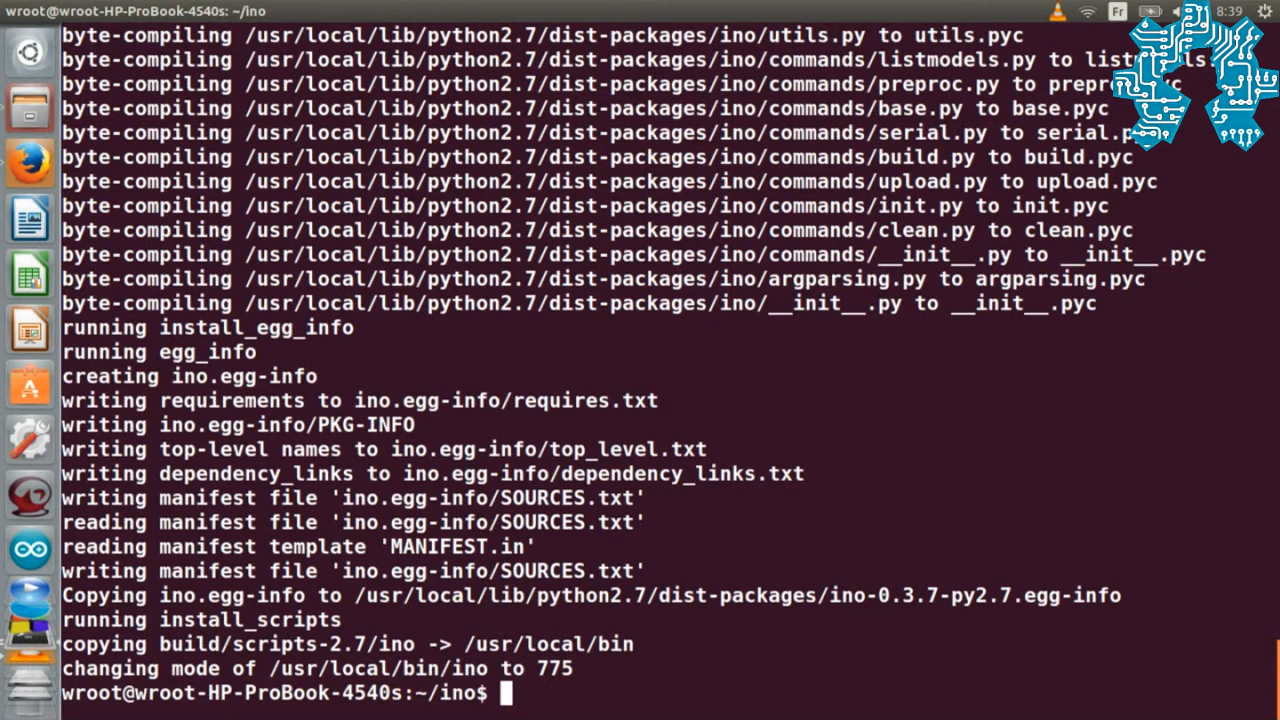 wroot@wroot-HP-ProBook-4540s: ~/ino
Fr
8:39
byte-compiling /usr/local/lib/python2.7/dist-packages/ino/utils.py to utils.pyc
byte-compiling /usr/local/lib/python2.7/dist-packages/ino/commands/listmodels.py to
byte-compiling /usr/local/lib/python2.7/dist-packages/ino/commands/preproc.py to
byte-compiling /usr/local/lib/python2.7/dist-packages/ino/commands/base.py to base.pyc
byte-compiling /usr/local/lib/python2.7/dist-packages/ino/commands/serial.py to
byte-compiling /usr/local/lib/python2.7/dist-packages/ino/commands/build.py to build.pyc
byte-compiling /usr/local/lib/python2.7/dist-packages/ino/commands/upload.py to upload.pyc
byte-compiling /usr/local/lib/python2.7/dist-packages/ino/commands/init.py to init.pyc
byte-compiling /usr/local/lib/python2.7/dist-packages/ino/commands/clean.py to clean.pyc
byte-compiling /usr/local/lib/python2.7/dist-packages/ino/commands/__init__.py to __init__.pyc
byte-compiling /usr/local/lib/python2.7/dist-packages/ino/argparsing.py to argparsing.pyc
byte-compiling /usr/local/lib/python2.7/dist-packages/ino/__init__.py to __init__.pyc
running install_egg_info
running egg_info
creating ino.egg-info
writing requirements to ino.egg-info/requires.txt
writing ino.egg-info/PKG-INFO
writing top-level names to ino.egg-info/top_level.txt
writing dependency_links to ino.egg-info/dependency_links.txt
writing manifest file 'ino.egg-info/SOURCES.txt'
reading manifest file 'ino.egg-info/SOURCES.txt'
reading manifest template 'MANIFEST.in'
writing manifest file 'ino.egg-info/SOURCES.txt'
Copying ino.egg-info to /usr/local/lib/python2.7/dist-packages/ino-0.3.7-py2.7.egg-info
running install_scripts
copying build/scripts-2.7/ino -> /usr/local/bin
changing mode of /usr/local/bin/ino to 775
wroot@wroot-HP-ProBook-4540s:~/ino$